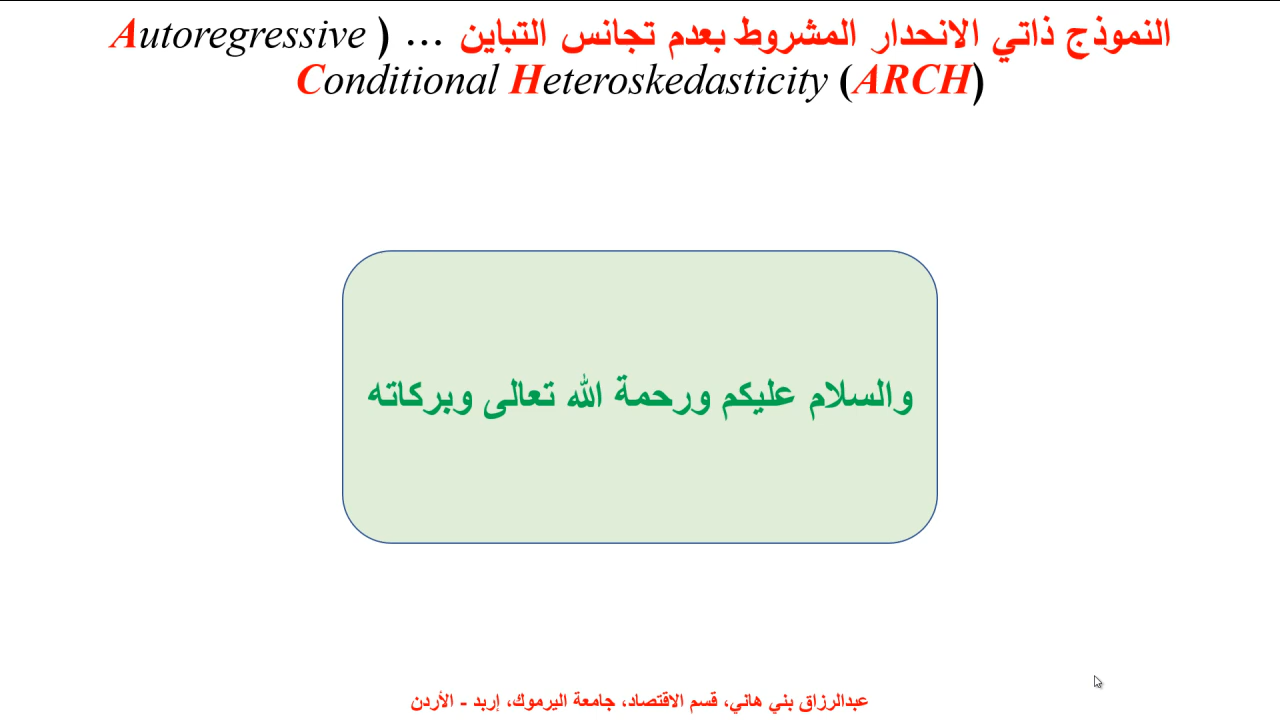 النموذج ذاتي الانحدار المشروط بعدم تجانس التباين ... (Autoregressive
Conditional Heteroskedasticity (ARCH)
والسلام عليكم ورحمة الله تعالى وبركاته
عبدالرزاق بني هاني، قسم الاقتصاد، جامعة اليرموك، إربد - الأردن